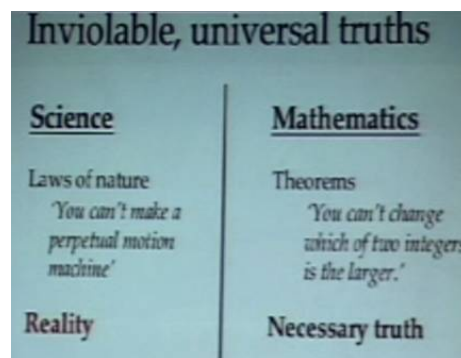 Inviolable, universal truths
Science
Laws of nature
'You can't make a
perpetual motion
machine'
Reality
Mathematics
Theorems
'You can't change
which of two integers
is the larger.'
Necessary truth